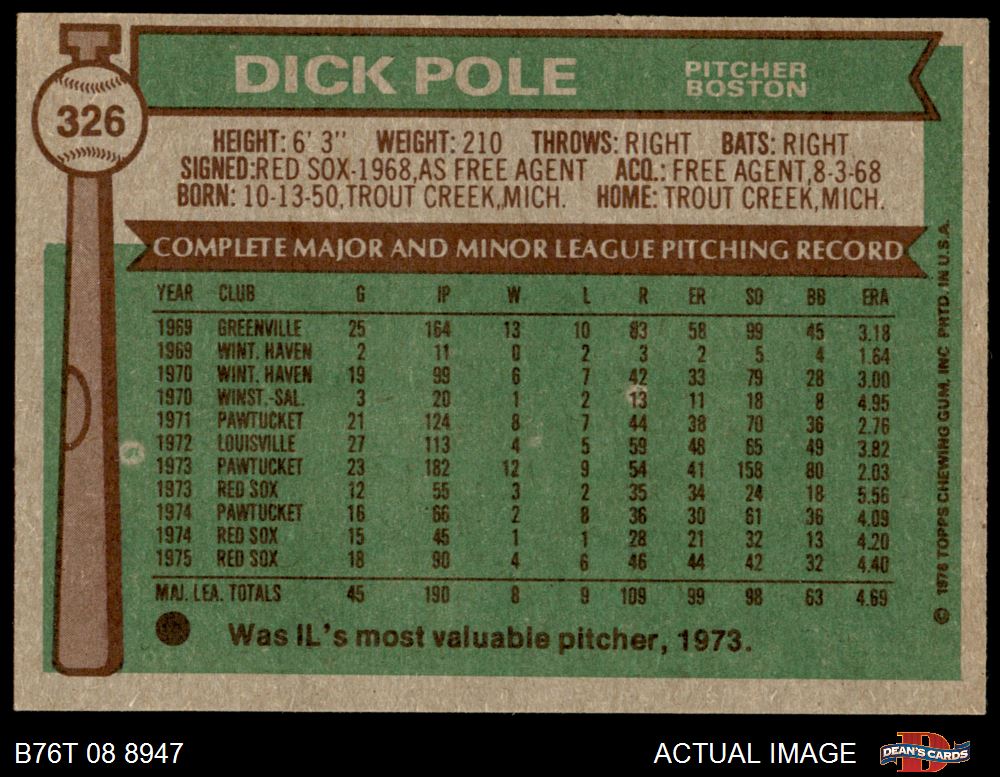 DICK POLE
PITCHER
BOSTON
326
HEIGHT: 6' 3" WEIGHT: 210 THROWS: RIGHT BATS: RIGHT
SIGNED:RED SOX-1968,AS FREE AGENT ACQ.: FREE AGENT,8-3-68
BORN: 10-13-50,TROUT CREEK,MICH. HOME: TROUT CREEK,MICH.
COMPLETE MAJOR AND MINOR LEAGUE PITCHING RECORD
YEAR CLUB G IP W L R ER SO BB ERA
1969 GREENVILLE 25 164 13 10 83 58 99 45 3.18
1969 WINT. HAVEN 2 11 0 2 3 2 5 4 1.64
1970 WINT. HAVEN 19 99 6 7 42 33 79 28 3.00
1970 WINST.-SAL. 3 20 1 2 13 11 18 8 4.95
1971 PAWTUCKET 21 124 8 7 44 38 70 36 2.76
1972 LOUISVILLE 27 113 4 5 59 48 65 49 3.82
1973 PAWTUCKET 23 182 12 9 54 41 158 80 2.03
1973 RED SOX 12 55 3 2 35 34 24 18 5.56
1974 PAWTUCKET 16 66 2 8 36 30 61 36 4.09
1974 RED SOX 15 45 1 1 28 21 32 13 4.20
1975 RED SOX 18 90 4 6 46 44 42 32 4.40
MAJ. LEA. TOTALS 45 190 8 9 109 99 98 63 4.69
Was IL's most valuable pitcher, 1973.
© 1976 TOPPS CHEWING GUM, INC PRTD. IN U.S.A.
B76T 08 8947
ACTUAL IMAGE
DEAN'S CARDS